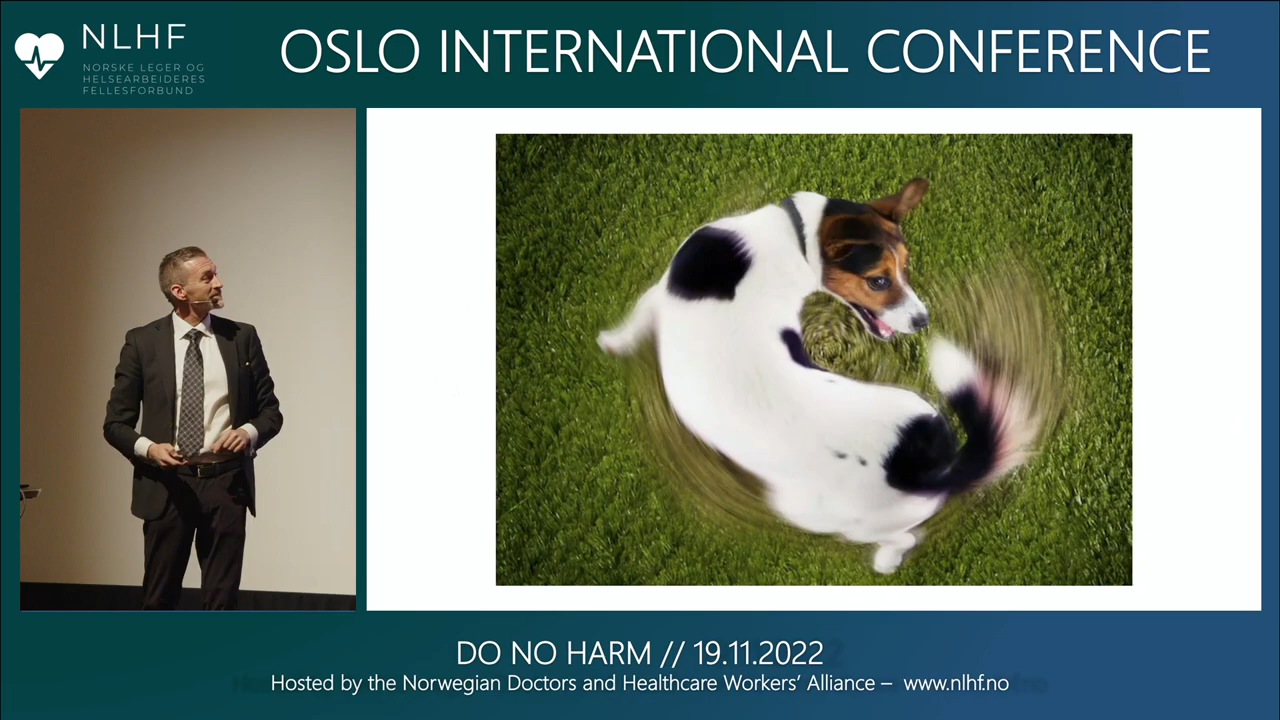 NLHF
NORSKE LEGER OG
HELSEARBEIDERES
FELLESFORBUND
OSLO INTERNATIONAL CONFERENCE
DO NO HARM // 19.11.2022
Hosted by the Norwegian Doctors and Healthcare Workers’ Alliance – www.nlhf.no